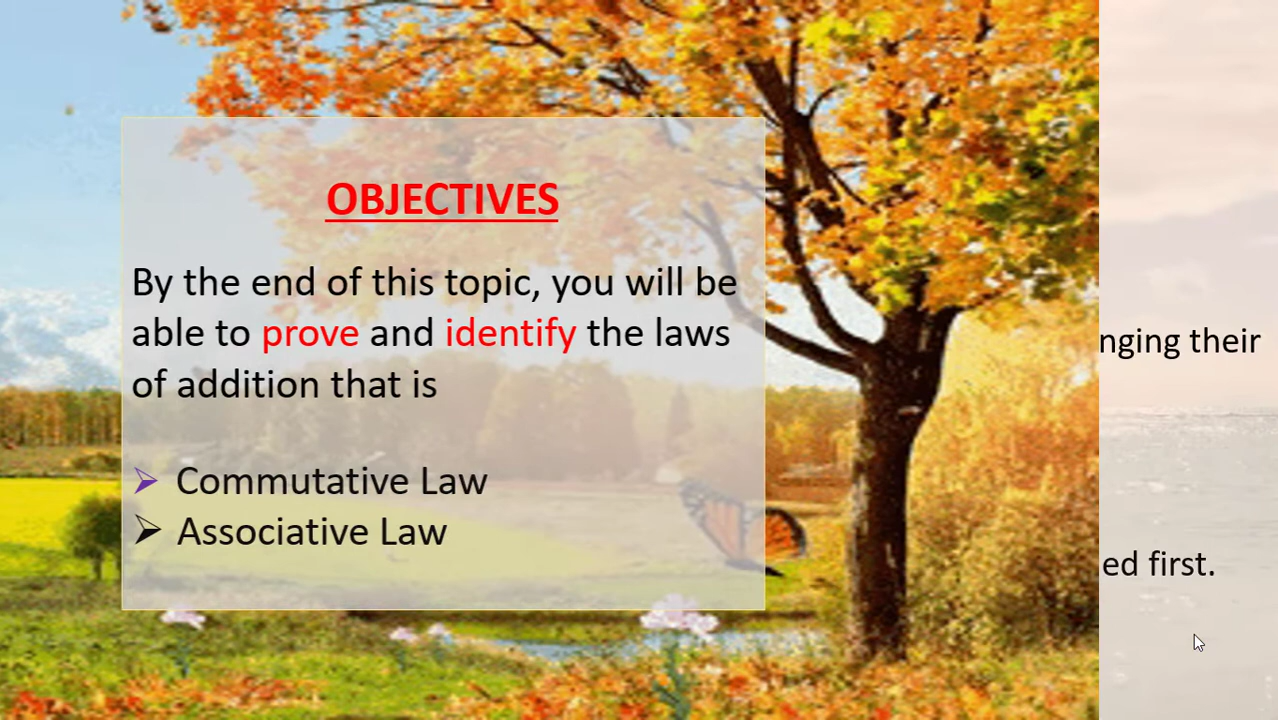 OBJECTIVES
By the end of this topic, you will be
able to prove and identify the laws
of addition that is
➢ Commutative Law
➢ Associative Law
nging their
ed first.